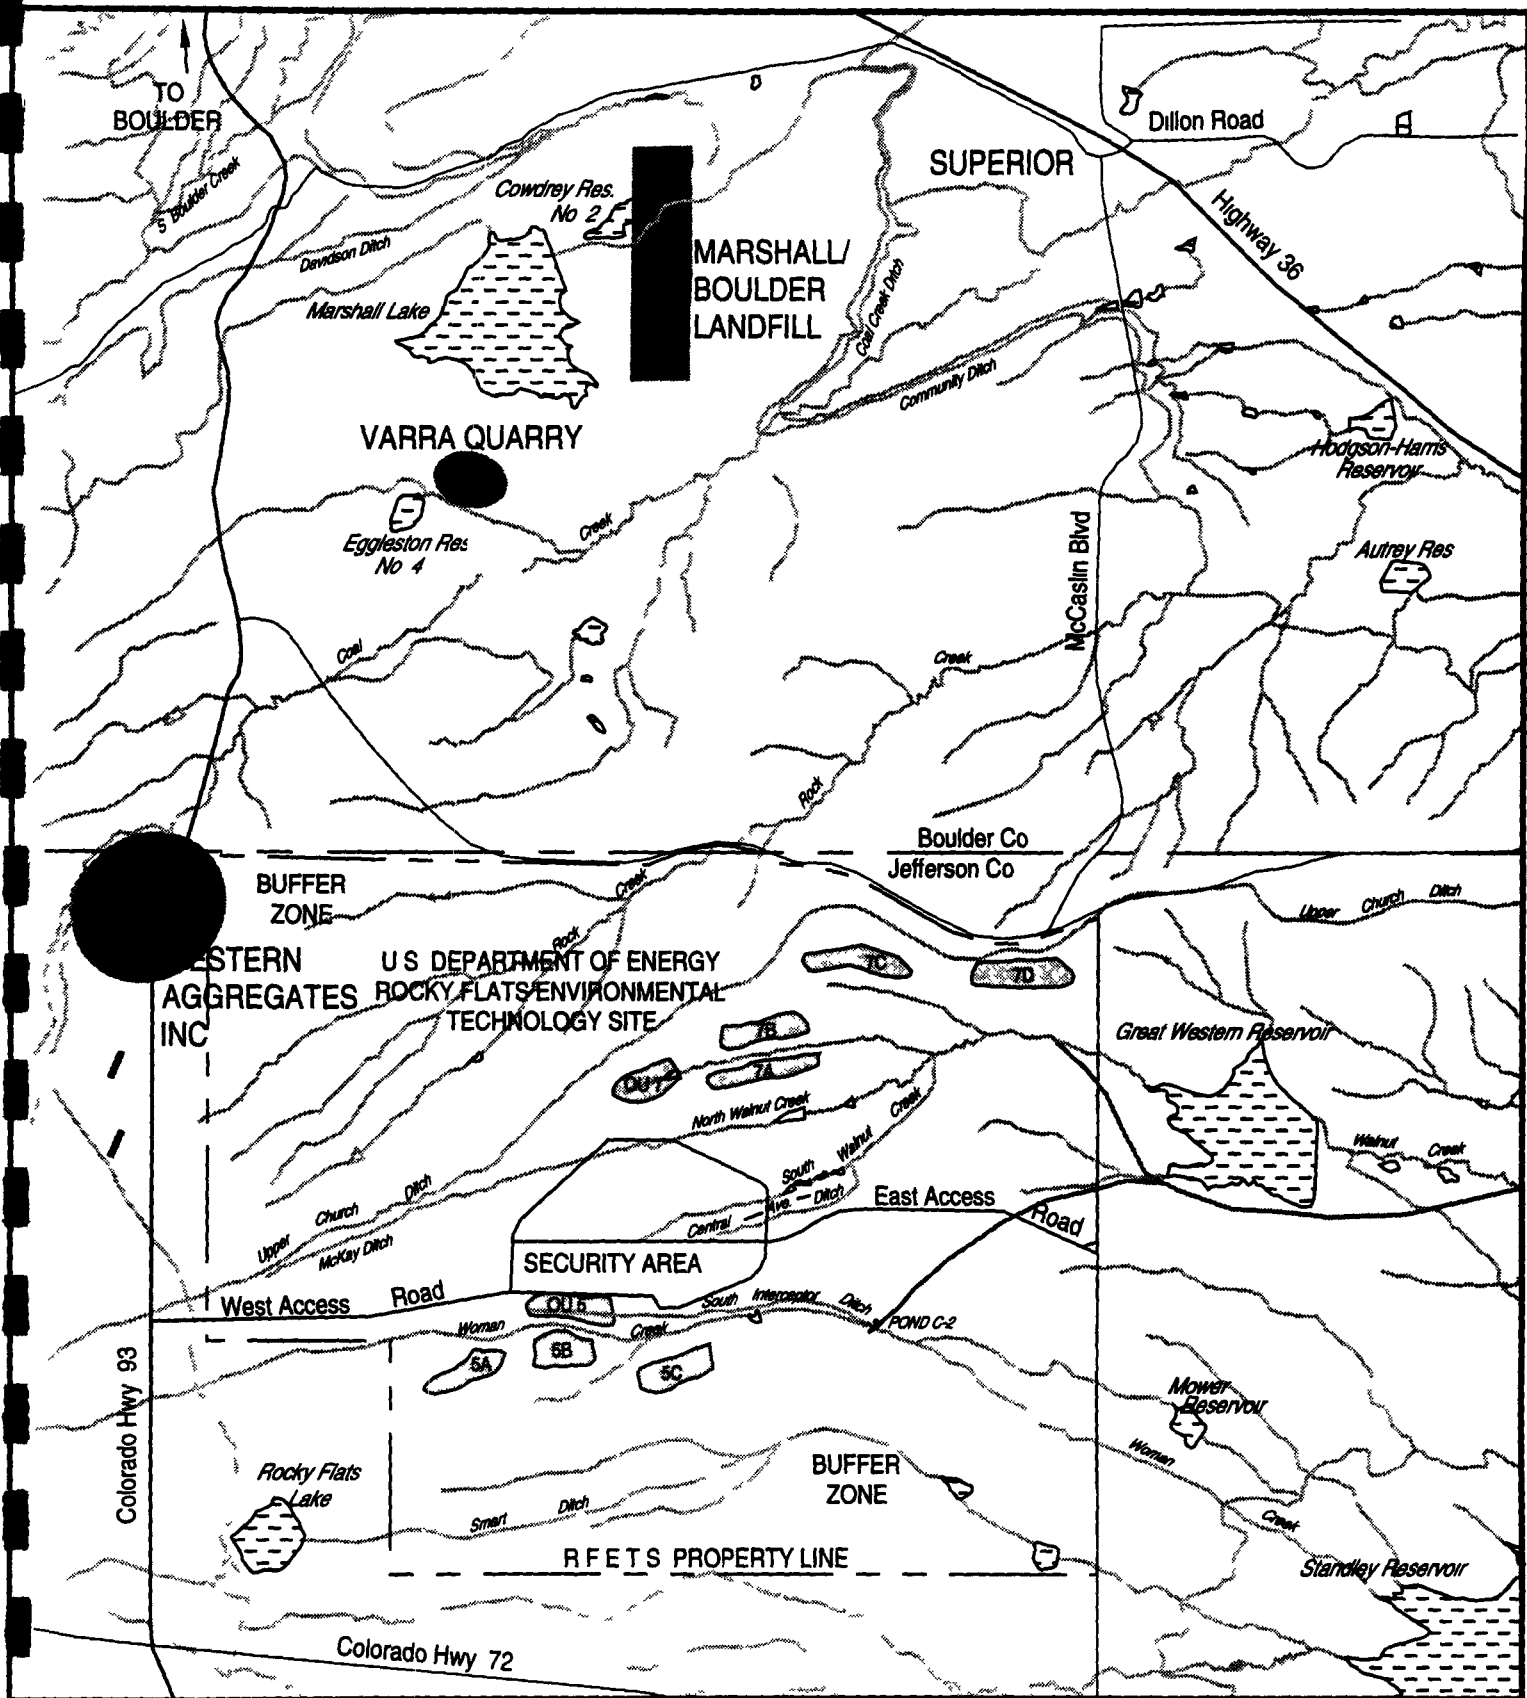 TO
BOULDER
Dillon Road
SUPERIOR
S Boulder Creek
Cowdrey Res.
No 2
Highway 36
Davidson Ditch
MARSHALL/
BOULDER
LANDFILL
Marshall Lake
Coal Creek Ditch
Community Ditch
VARRA QUARRY
Hodgson-Harris
Reservoir
Creek
Eggleston Res
No 4
McCaslin Blvd
Autrey Res
Coal
Creek
Rock
Boulder Co
Jefferson Co
BUFFER
ZONE
Creek
Upper Church Ditch
Rock
ESTERN
AGGREGATES
INC
U S DEPARTMENT OF ENERGY
ROCKY FLATS ENVIRONMENTAL
TECHNOLOGY SITE
7C
7D
7B
7A
OU 7
Great Western Reservoir
North Walnut Creek
South Walnut Creek
Walnut Creek
Central Ave. Ditch
East Access Road
Upper Church Ditch
McKay Ditch
SECURITY AREA
West Access Road
OU 5
South Interceptor Ditch
POND C-2
Woman Creek
5A
5B
5C
Colorado Hwy 93
Mower
Reservoir
Woman Creek
BUFFER
ZONE
Rocky Flats
Lake
Smart Ditch
R F E T S PROPERTY LINE
Standley Reservoir
Colorado Hwy 72